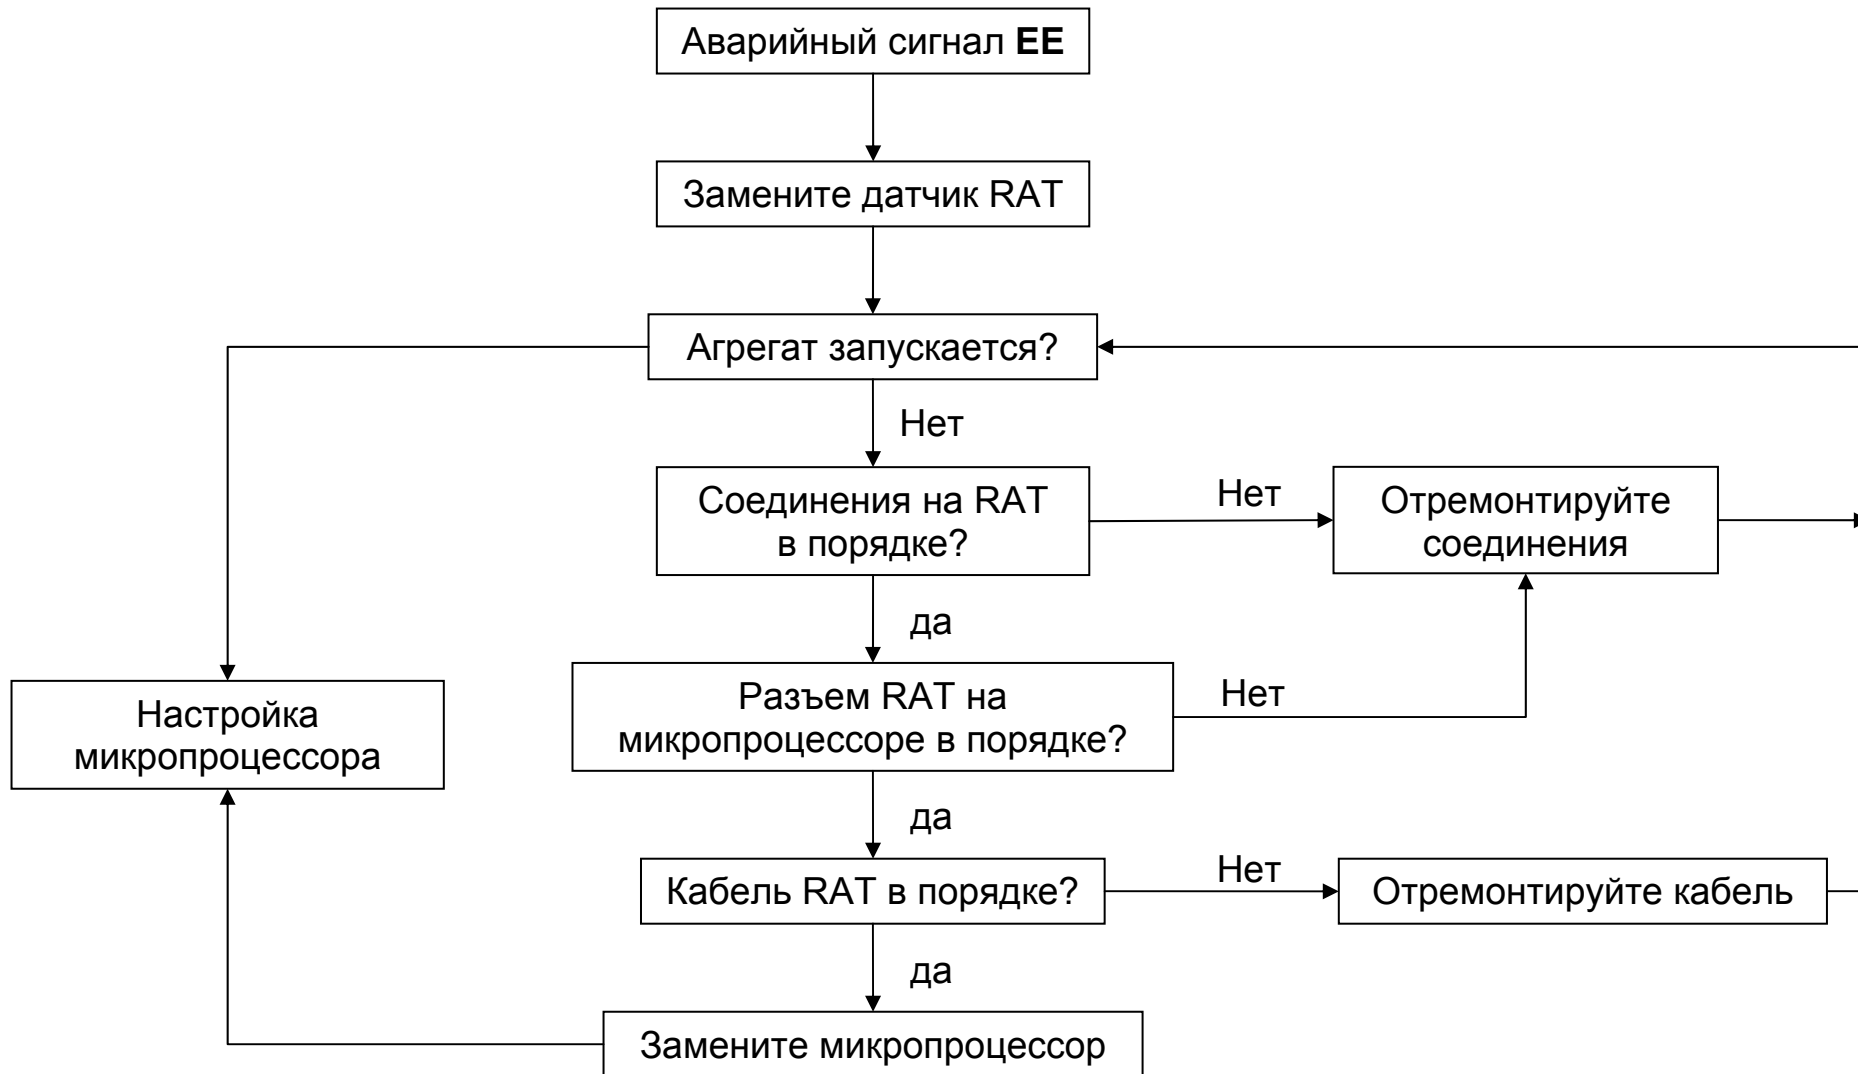 Аварийный сигнал EE
Замените датчик RAT
Агрегат запускается?
Нет
Соединения на RAT
в порядке?
Нет
Отремонтируйте
соединения
да
Разъем RAT на
микропроцессоре в порядке?
Нет
Настройка
микропроцессора
да
Кабель RAT в порядке?
Нет
Отремонтируйте кабель
да
Замените микропроцессор